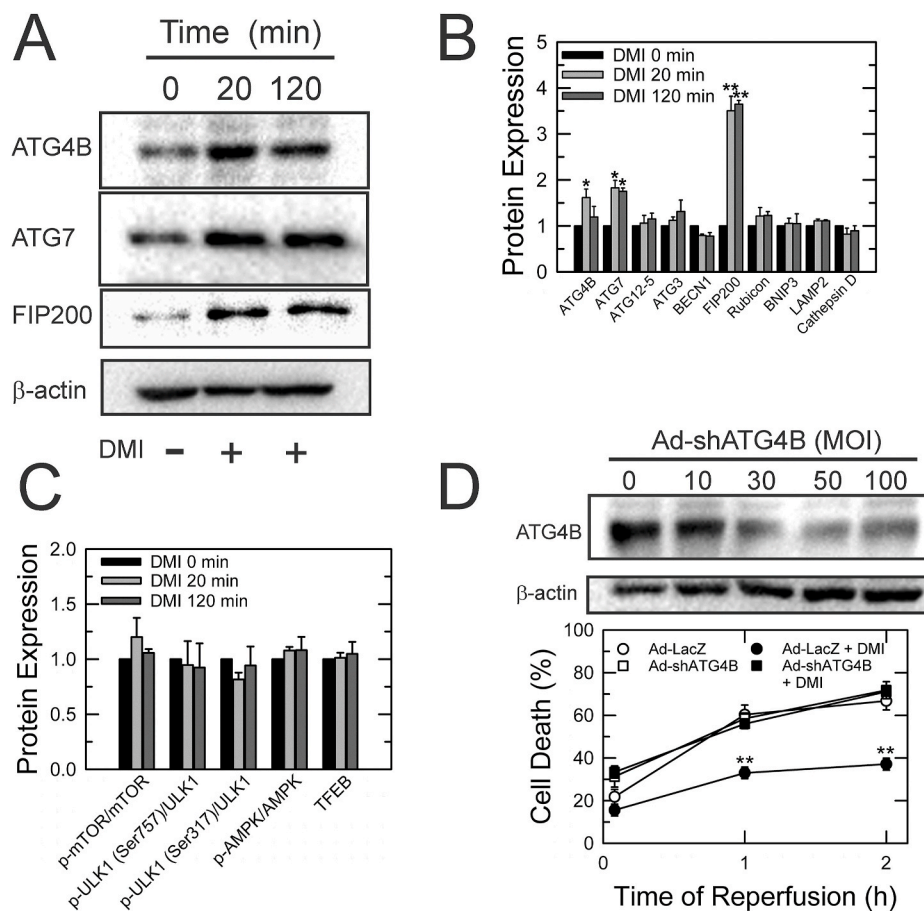 A
Time (min)
0 20 120
ATG4B
ATG7
FIP200
β-actin
DMI − + +
B
Protein Expression
5
4
3
2
1
0
DMI 0 min
DMI 20 min
DMI 120 min
*
* *
** **
ATG4B
ATG7
ATG12-5
ATG3
BECN1
FIP200
Rubicon
BNIP3
LAMP2
Cathepsin D
C
Protein Expression
2.0
1.5
1.0
0.5
0.0
DMI 0 min
DMI 20 min
DMI 120 min
p-mTOR/mTOR
p-ULK1 (Ser757)/ULK1
p-ULK1 (Ser317)/ULK1
p-AMPK/AMPK
TFEB
D
Ad-shATG4B (MOI)
0 10 30 50 100
ATG4B
β-actin
Cell Death (%)
100
80
60
40
20
0
Ad-LacZ
Ad-shATG4B
Ad-LacZ + DMI
Ad-shATG4B
+ DMI
**
**
0 1 2
Time of Reperfusion (h)